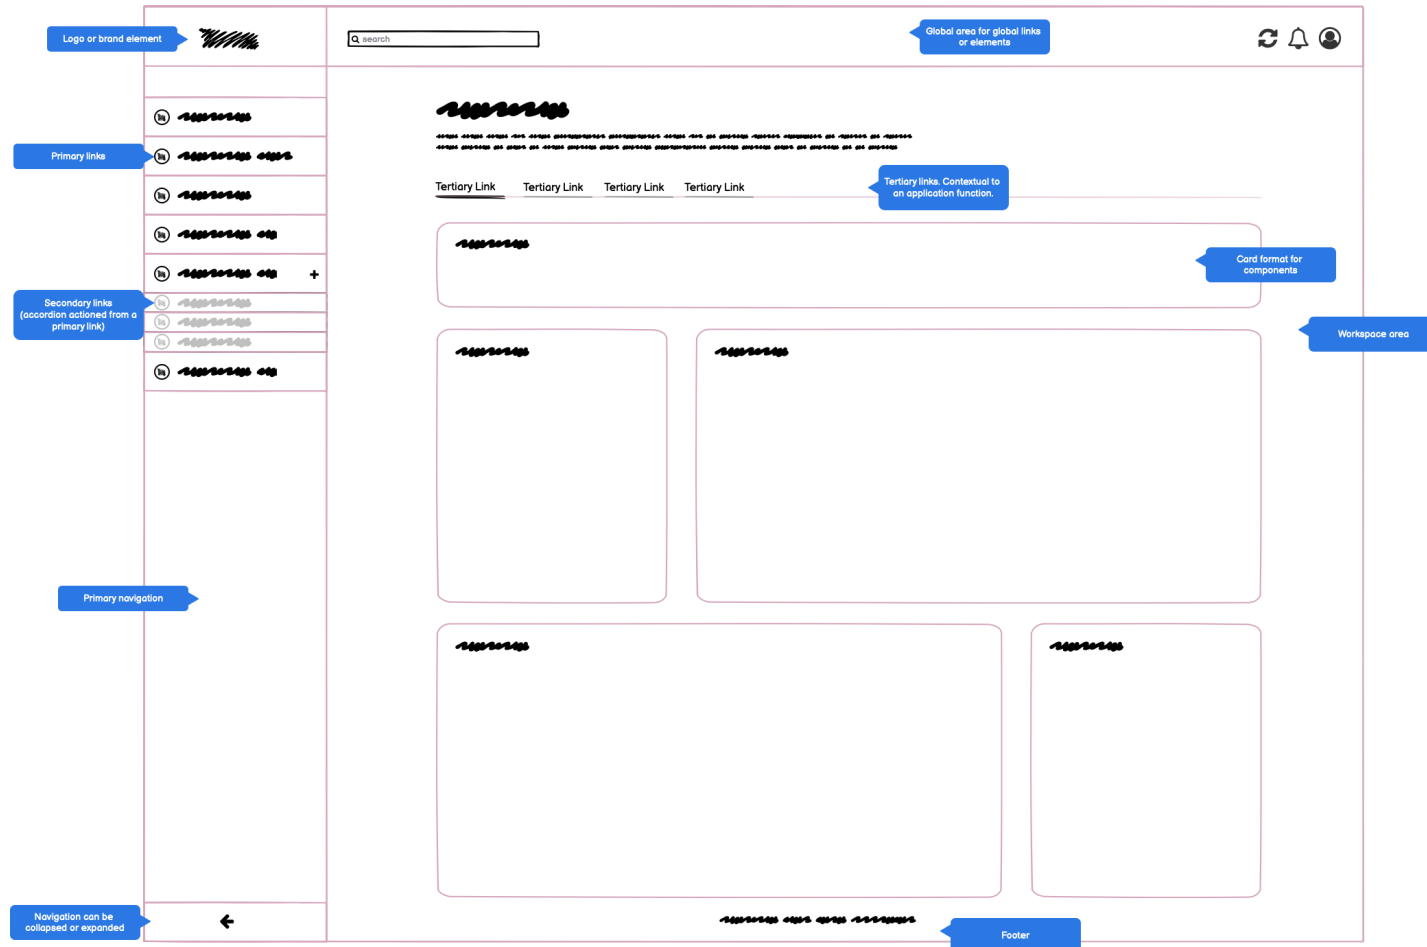 Logo or brand element
search
Global area for global links
or elements
Primary links
Tertiary Link
Tertiary Link
Tertiary Link
Tertiary Link
Tertiary links. Contextual to
an application function.
Card format for
components
Secondary links
(accordion actioned from a
primary link)
Workspace area
Primary navigation
Navigation can be
collapsed or expanded
Footer